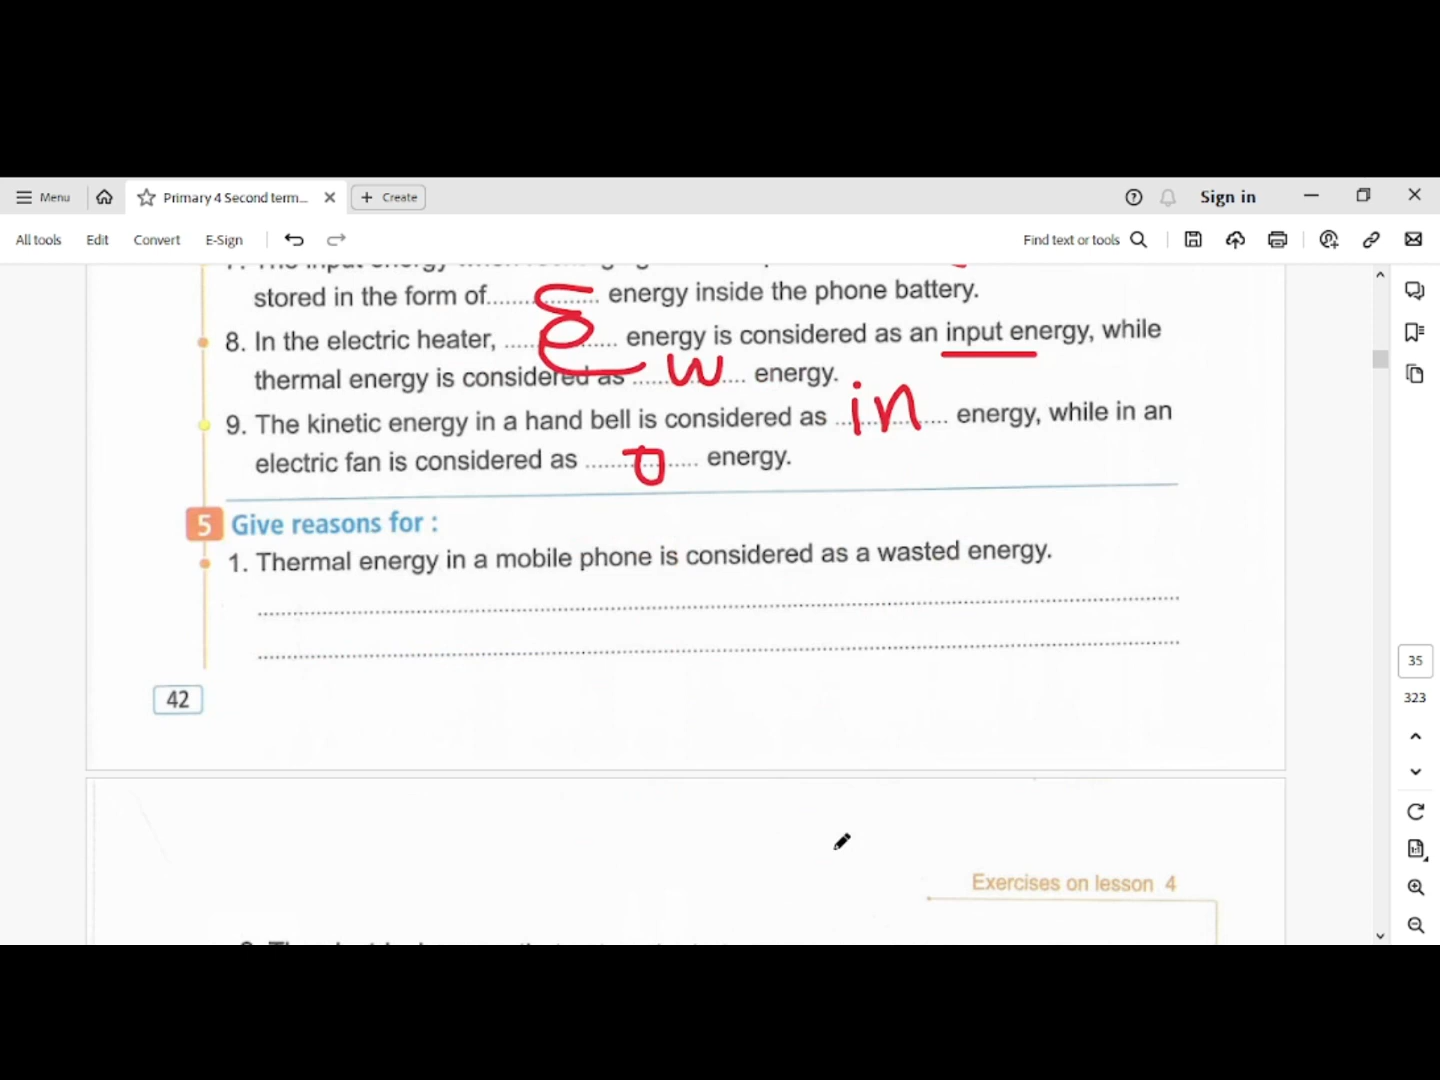 Menu
Primary 4 Second term...
Create
Sign in
All tools
Edit
Convert
E-Sign
Find text or tools
stored in the form of.................. energy inside the phone battery.
8. In the electric heater, .................. energy is considered as an input energy, while
thermal energy is considered as ........ w ........ energy.
9. The kinetic energy in a hand bell is considered as ........ in ........ energy, while in an
electric fan is considered as .................. energy.
5 Give reasons for :
1. Thermal energy in a mobile phone is considered as a wasted energy.
42
35
323
Exercises on lesson 4